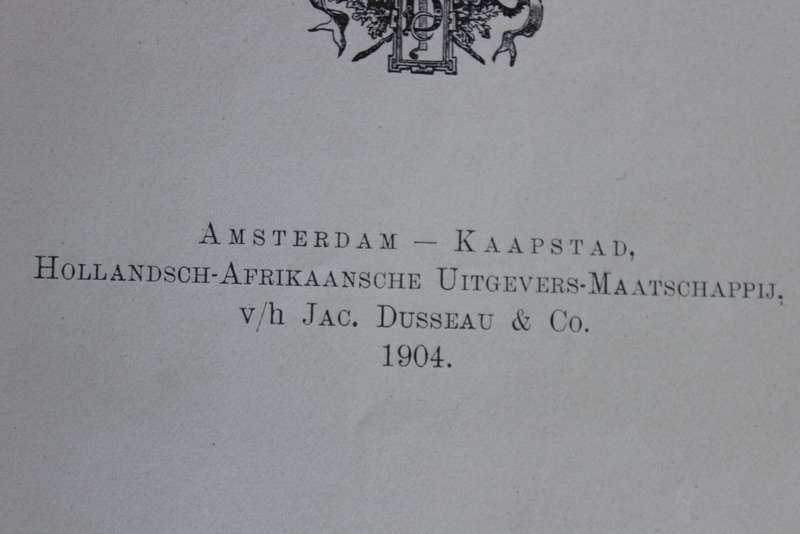 AMSTERDAM — KAAPSTAD,
HOLLANDSCH-AFRIKAANSCHE UITGEVERS-MAATSCHAPPIJ,
v/h JAC. DUSSEAU & CO.
1904.